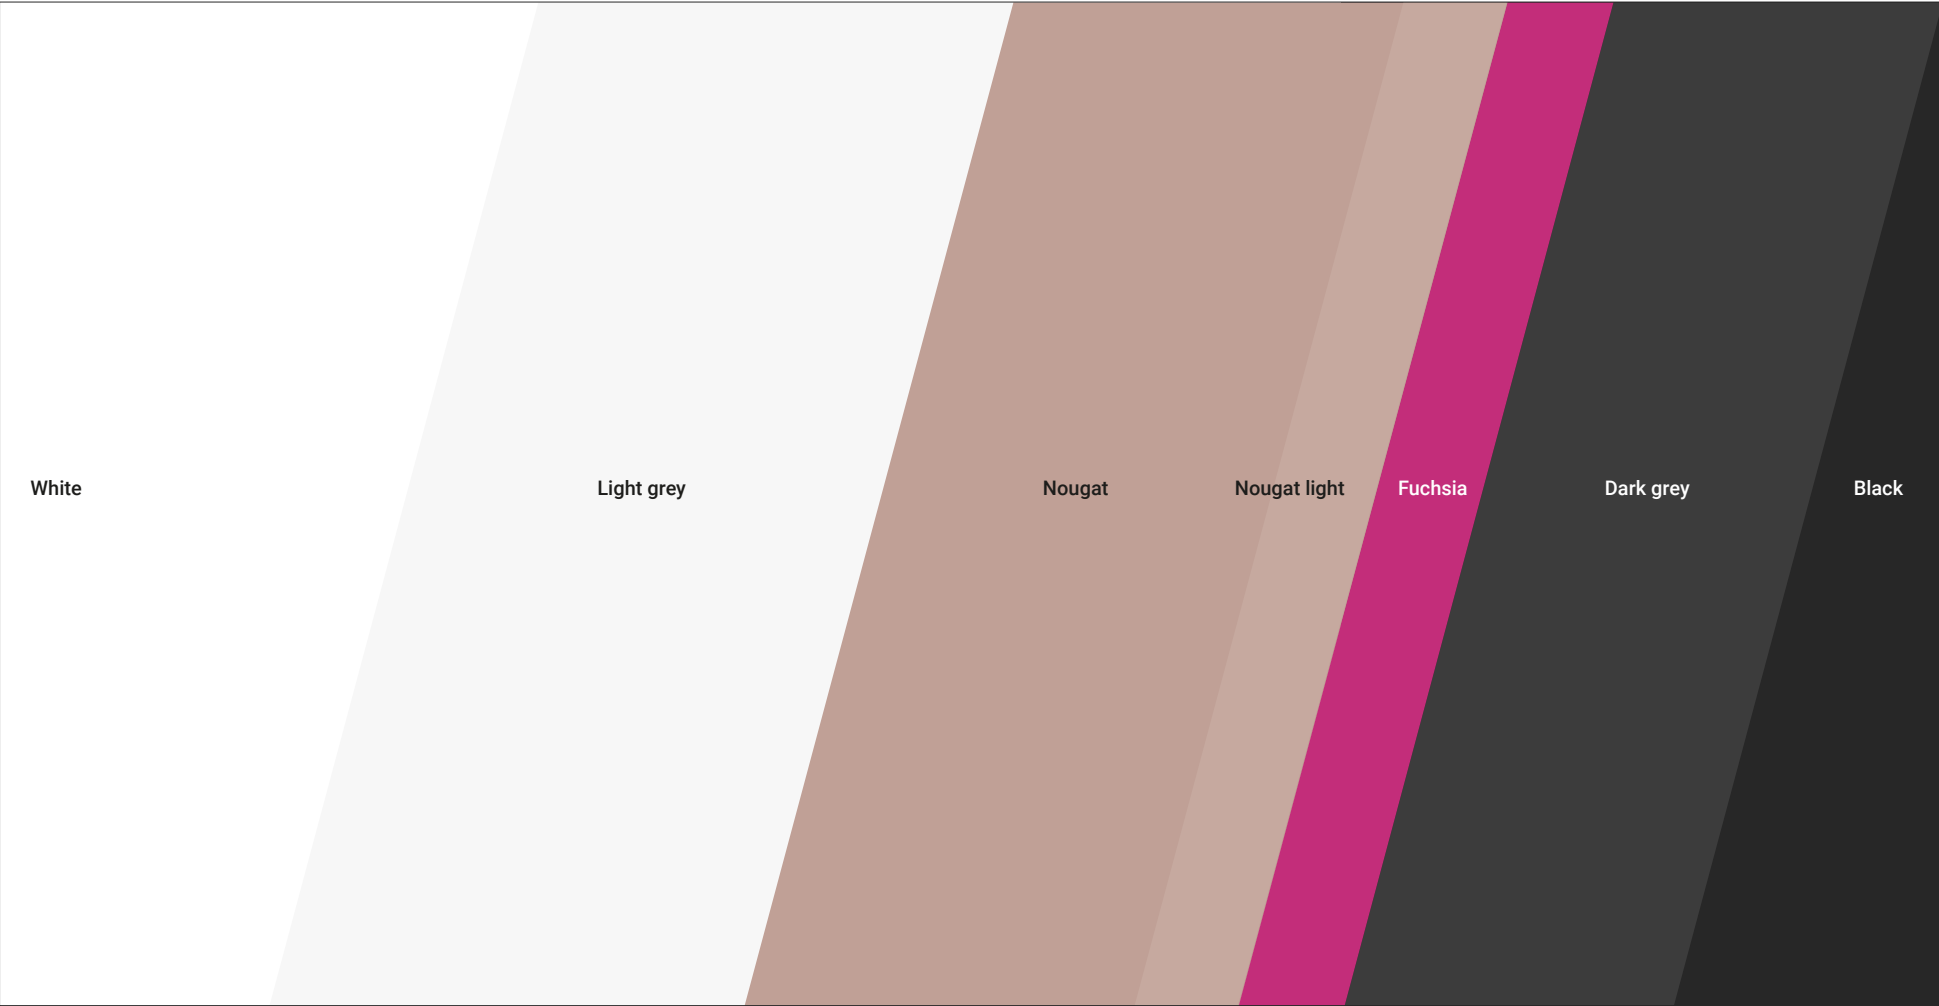 White
Light grey
Nougat
Nougat light
Fuchsia
Dark grey
Black